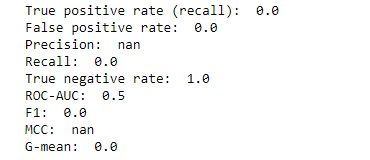 True positive rate (recall):  0.0
False positive rate:  0.0
Precision:  nan
Recall:  0.0
True negative rate:  1.0
ROC-AUC:  0.5
F1:  0.0
MCC:  nan
G-mean:  0.0